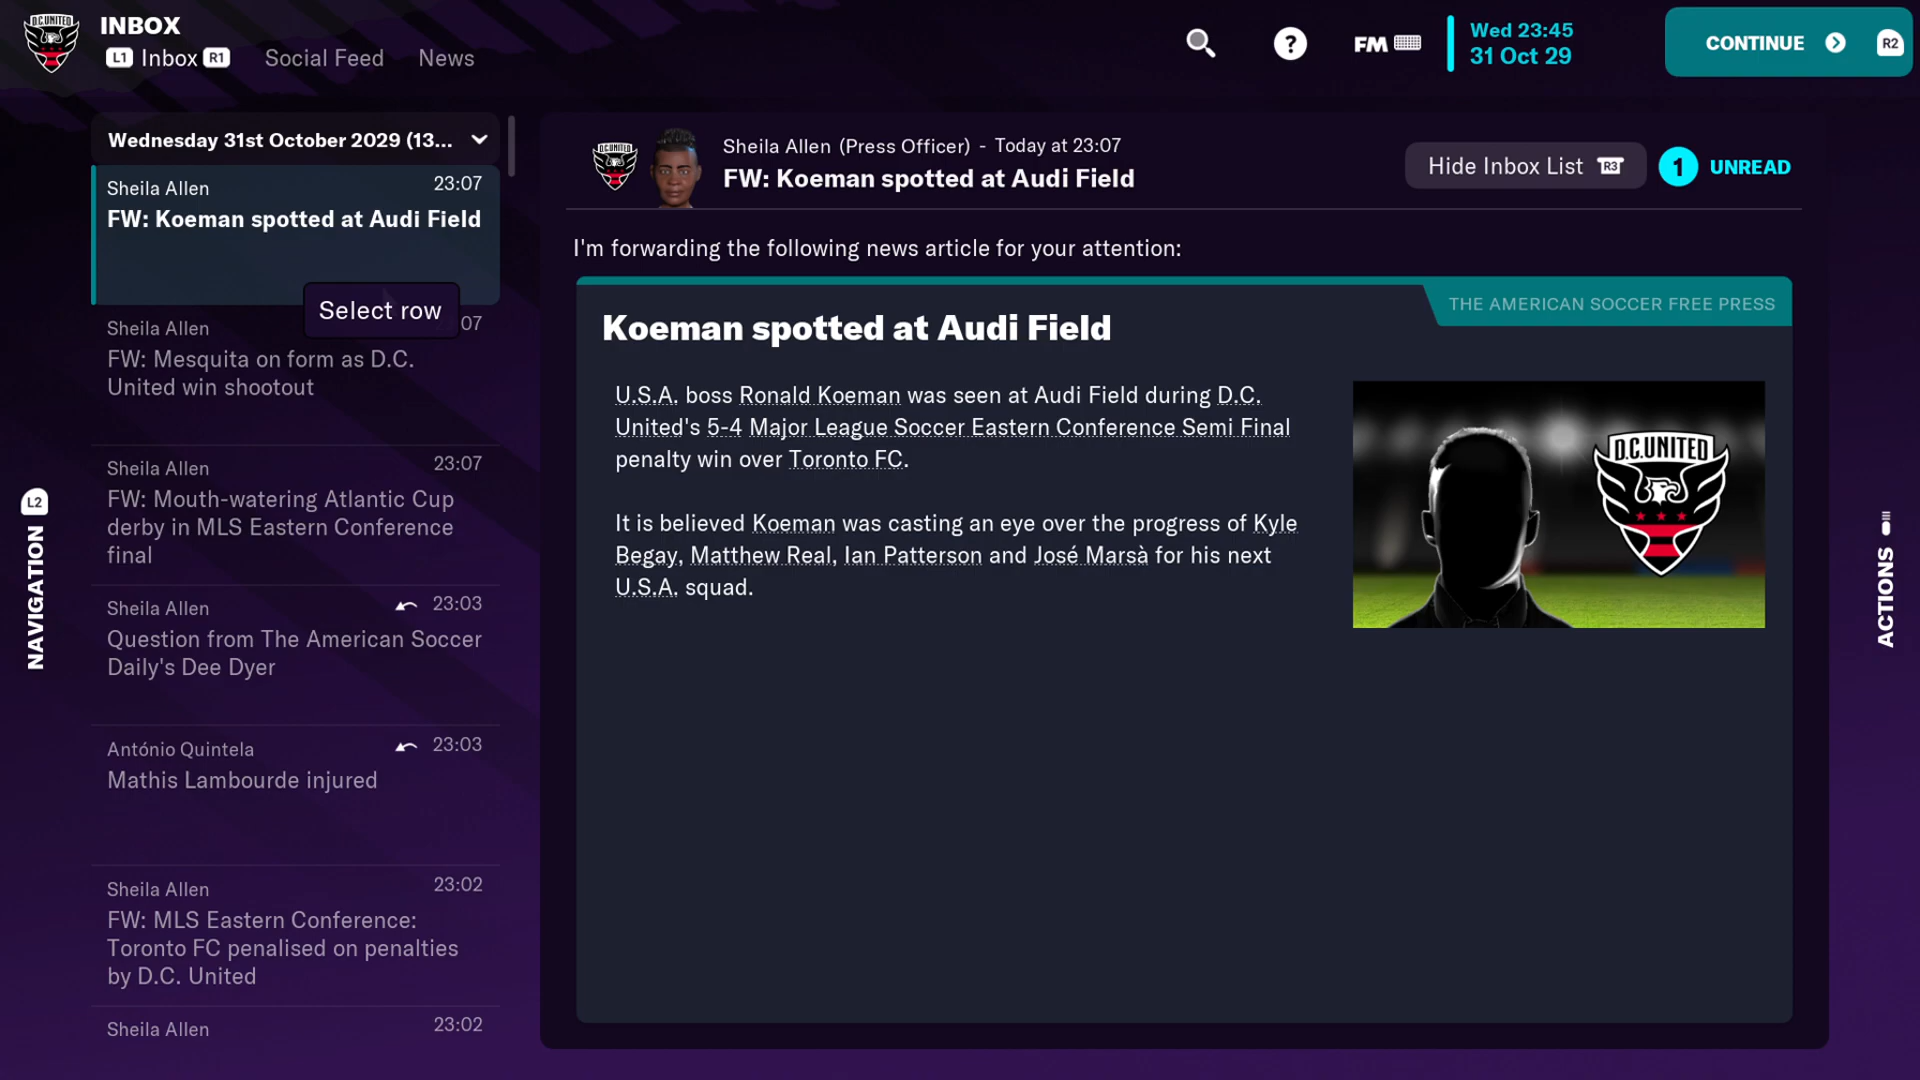 D.C.UNITED
INBOX
L1 Inbox R1 Social Feed News
?
FM
Wed 23:45
31 Oct 29
CONTINUE R2
Wednesday 31st October 2029 (13...
Sheila Allen 23:07
FW: Koeman spotted at Audi Field
Select row
Sheila Allen 07
FW: Mesquita on form as D.C.
United win shootout
Sheila Allen 23:07
FW: Mouth-watering Atlantic Cup
derby in MLS Eastern Conference
final
Sheila Allen 23:03
Question from The American Soccer
Daily's Dee Dyer
António Quintela 23:03
Mathis Lambourde injured
Sheila Allen 23:02
FW: MLS Eastern Conference:
Toronto FC penalised on penalties
by D.C. United
Sheila Allen 23:02
L2
NAVIGATION
D.C.UNITED
Sheila Allen (Press Officer) - Today at 23:07
FW: Koeman spotted at Audi Field
Hide Inbox List R3
1 UNREAD
I'm forwarding the following news article for your attention:
THE AMERICAN SOCCER FREE PRESS
Koeman spotted at Audi Field
U.S.A. boss Ronald Koeman was seen at Audi Field during D.C.
United's 5-4 Major League Soccer Eastern Conference Semi Final
penalty win over Toronto FC.
It is believed Koeman was casting an eye over the progress of Kyle
Begay, Matthew Real, Ian Patterson and José Marsà for his next
U.S.A. squad.
D.C.UNITED
ACTIONS